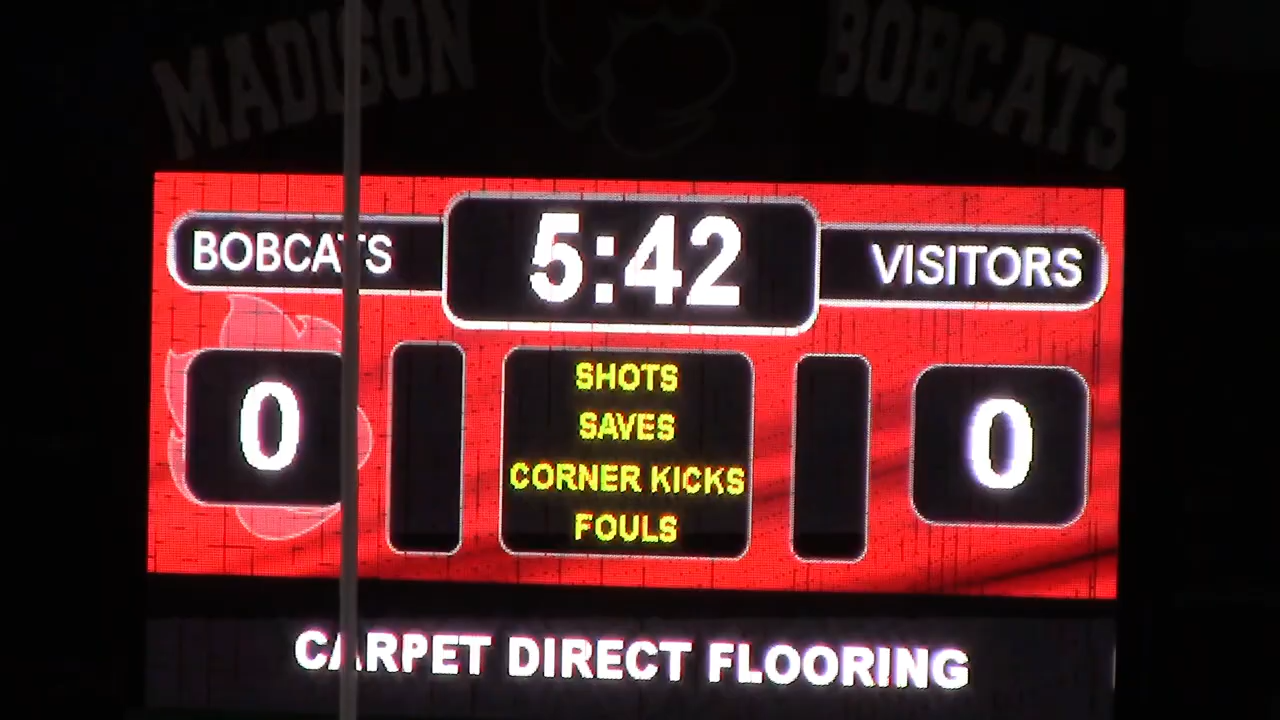 MADISON BOBCATS
BOBCATS 5:42 VISITORS
0 0
SHOTS
SAVES
CORNER KICKS
FOULS
CARPET DIRECT FLOORING